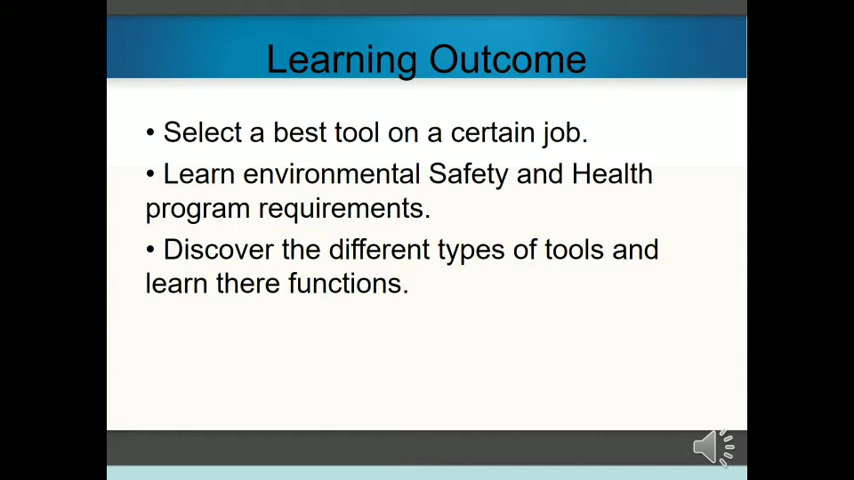 Learning Outcome
• Select a best tool on a certain job.
• Learn environmental Safety and Health
program requirements.
• Discover the different types of tools and
learn there functions.